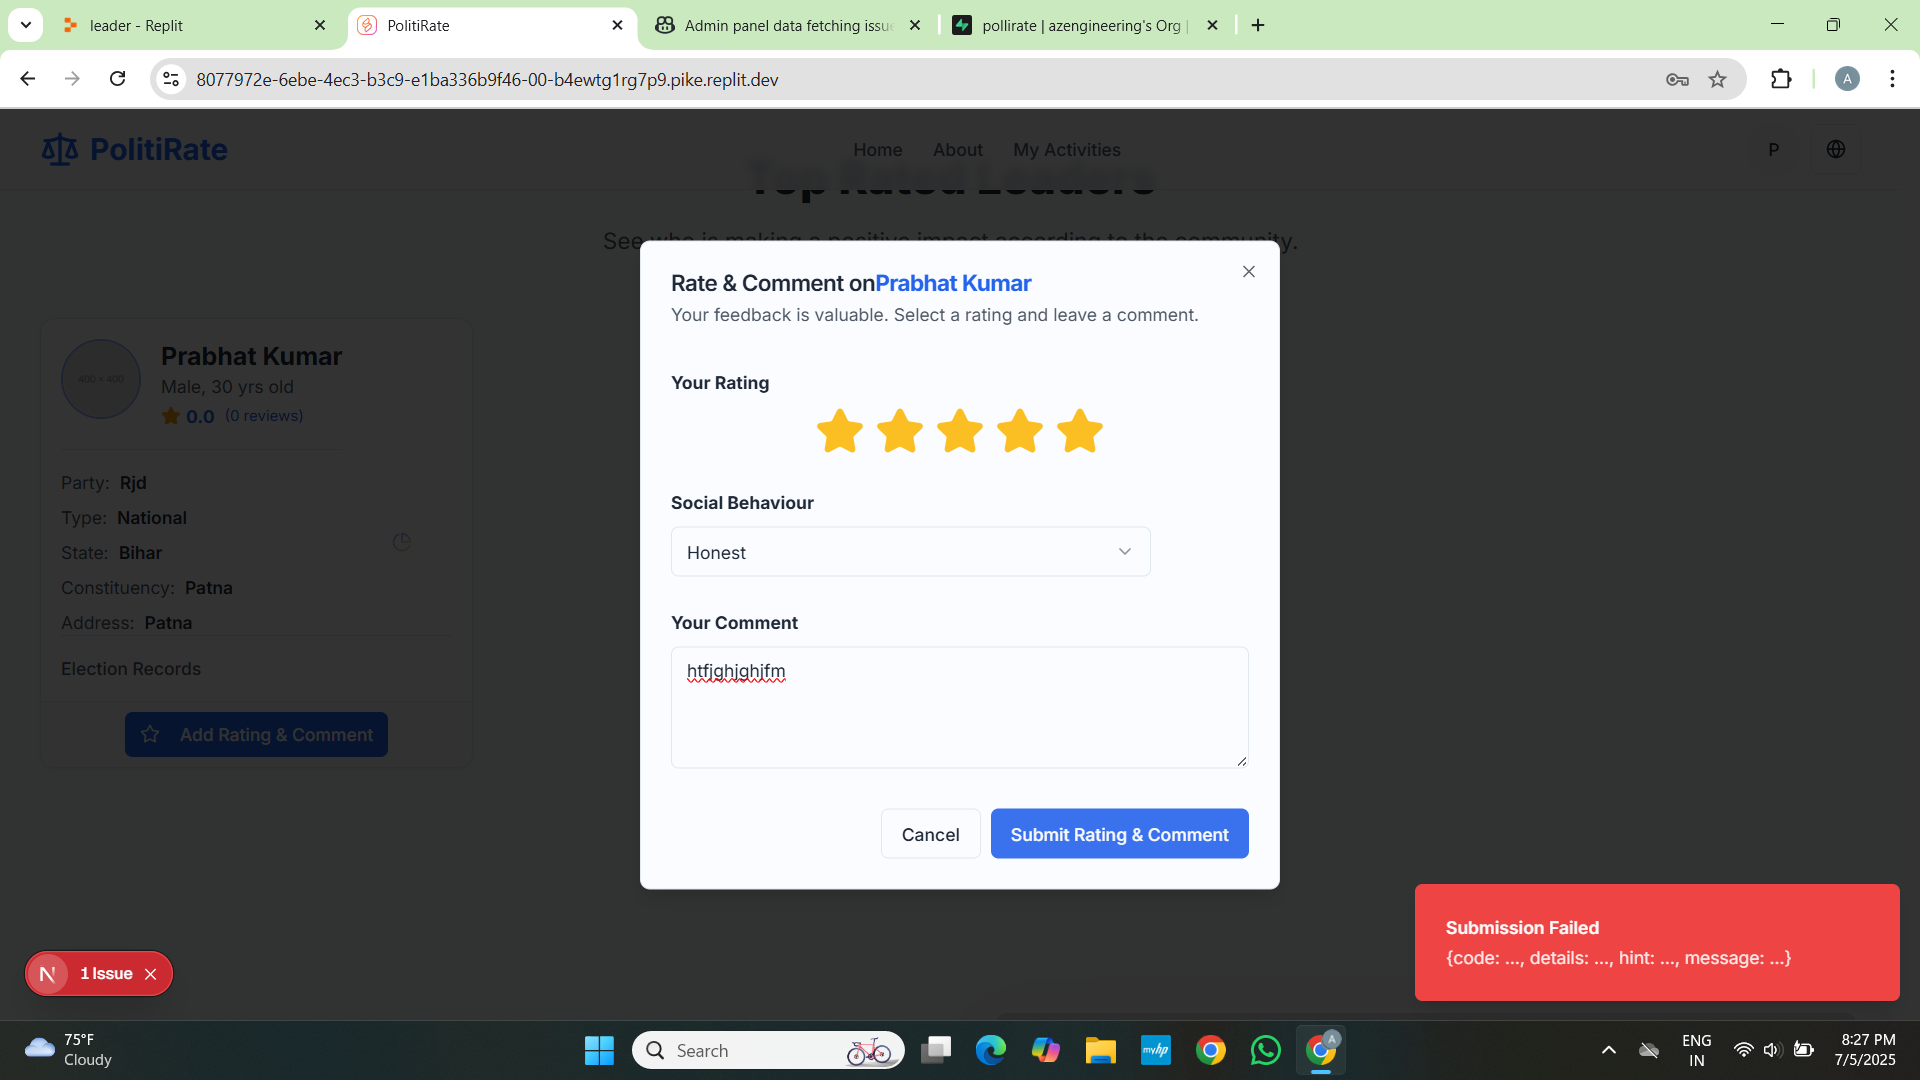 leader - Replit
PolitiRate
Admin panel data fetching issue
pollirate | azengineering's Org |
8077972e-6ebe-4ec3-b3c9-e1ba336b9f46-00-b4ewtg1rg7p9.pike.replit.dev
A
PolitiRate
Home
About
My Activities
P
Top Rated Leaders
See who is making a positive impact according to the community.
400 × 400
Prabhat Kumar
Male, 30 yrs old
0.0 (0 reviews)
Party: Rjd
Type: National
State: Bihar
Constituency: Patna
Address: Patna
Election Records
Add Rating & Comment
Rate & Comment onPrabhat Kumar
Your feedback is valuable. Select a rating and leave a comment.
Your Rating
Social Behaviour
Honest
Your Comment
htfjghjghjfm
Cancel
Submit Rating & Comment
Submission Failed
{code: ..., details: ..., hint: ..., message: ...}
N
1 Issue
75°F
Cloudy
Search
myhp
A
ENG
IN
8:27 PM
7/5/2025